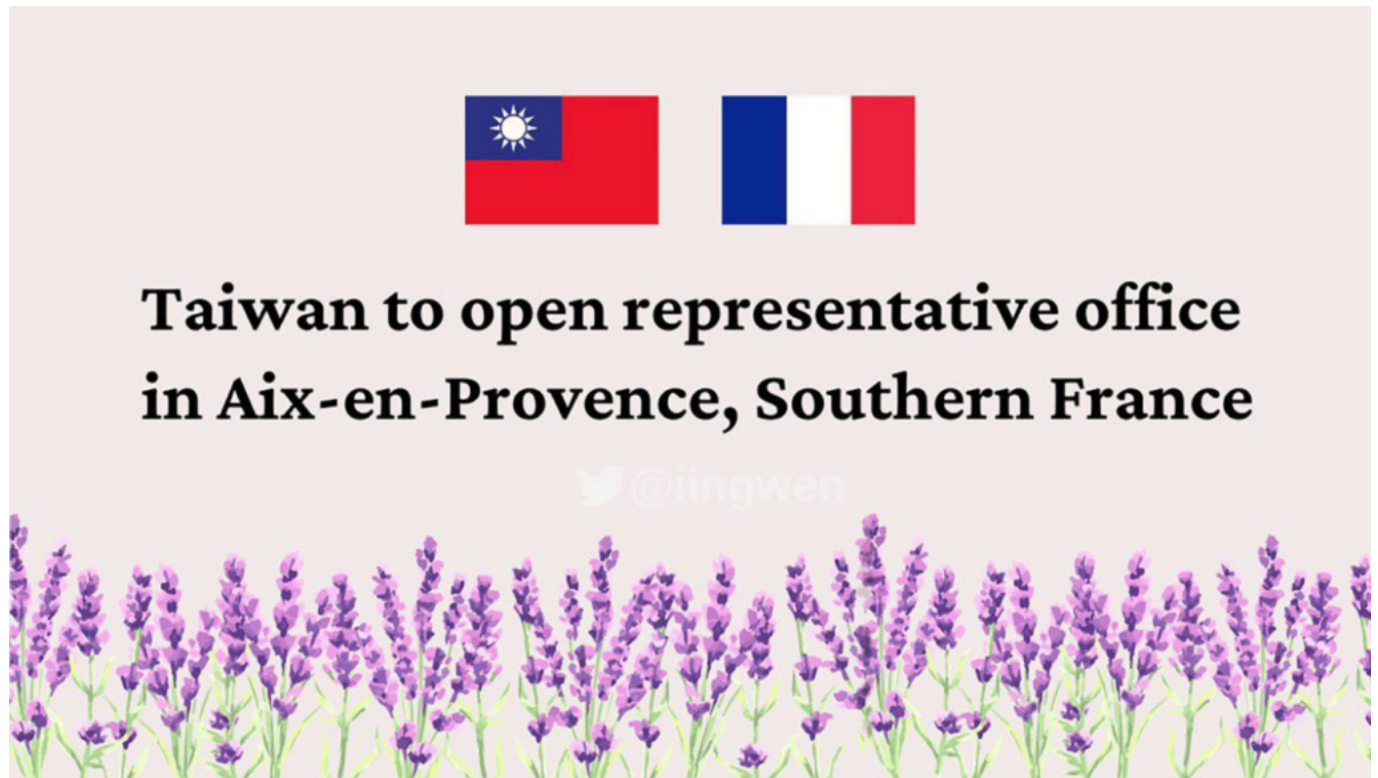 Taiwan to open representative office
in Aix-en-Provence, Southern France
@iingwen